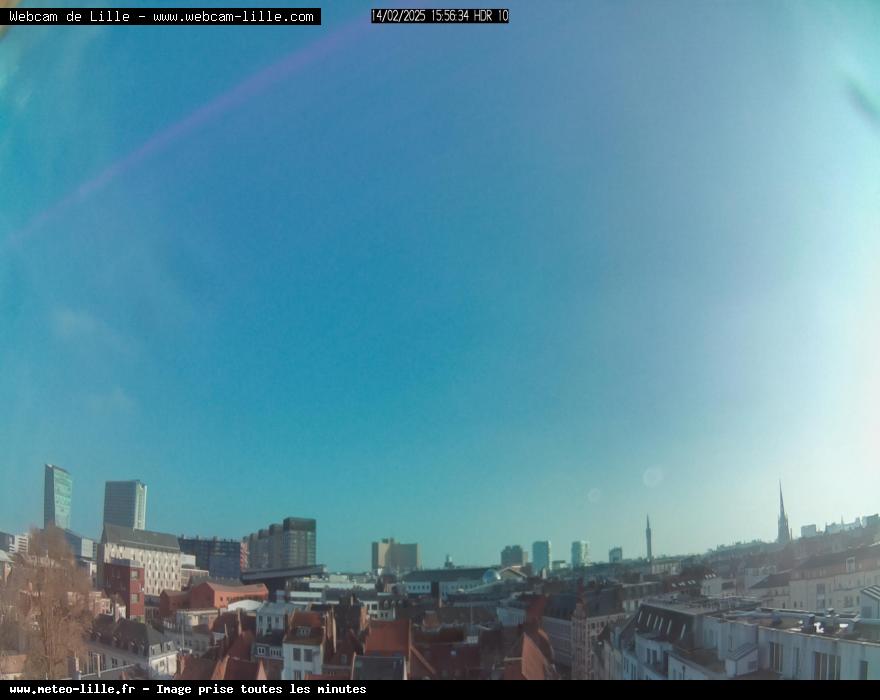 Webcam de Lille - www.webcam-lille.com
14/02/2025 15:56:34 HDR 10
www.meteo-lille.fr - Image prise toutes les minutes